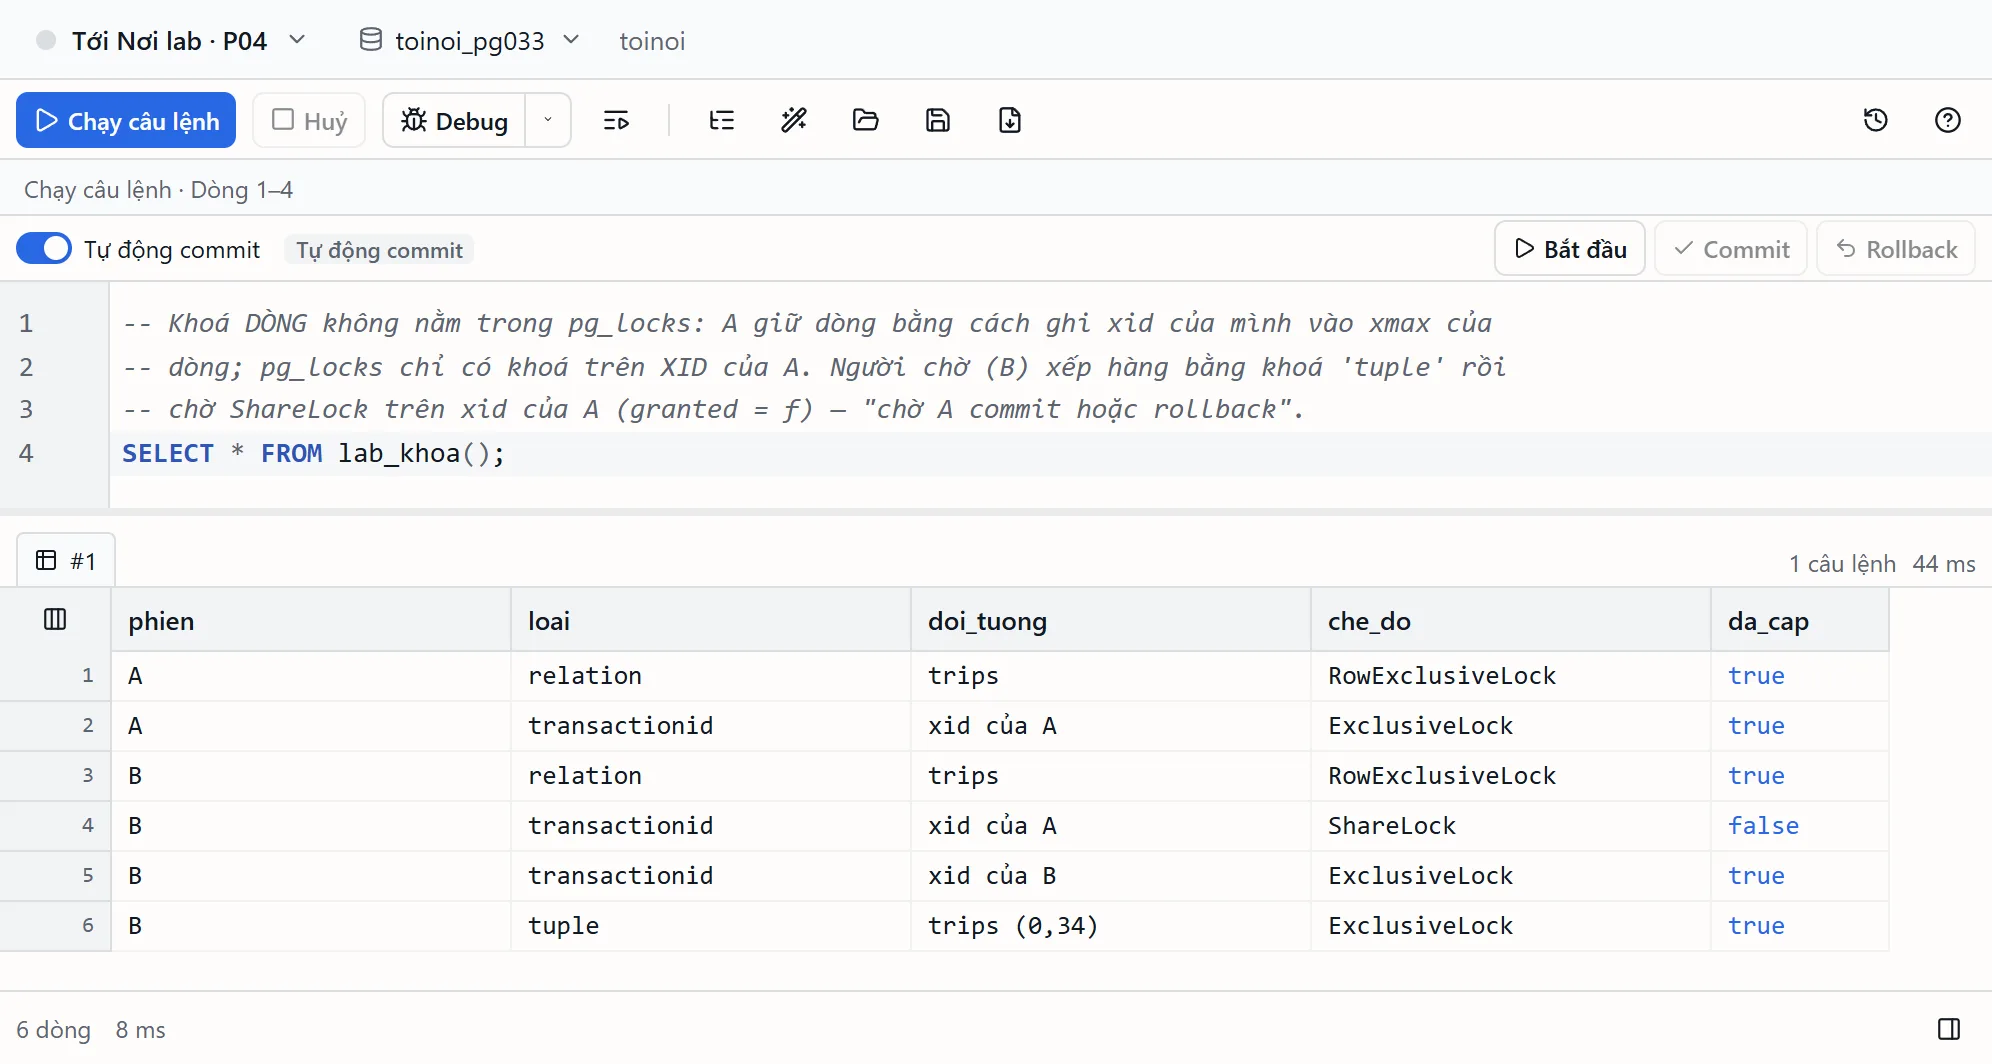 Tới Nơi lab · P04 toinoi_pg033 toinoi
Chạy câu lệnh Huỷ Debug
Chạy câu lệnh · Dòng 1–4
Tự động commit Tự động commit Bắt đầu Commit Rollback
1 -- Khoá DÒNG không nằm trong pg_locks: A giữ dòng bằng cách ghi xid của mình vào xmax của
2 -- dòng; pg_locks chỉ có khoá trên XID của A. Người chờ (B) xếp hàng bằng khoá 'tuple' rồi
3 -- chờ ShareLock trên xid của A (granted = f) — "chờ A commit hoặc rollback".
4 SELECT * FROM lab_khoa();
#1 1 câu lệnh 44 ms
phien loai doi_tuong che_do da_cap
1 A relation trips RowExclusiveLock true
2 A transactionid xid của A ExclusiveLock true
3 B relation trips RowExclusiveLock true
4 B transactionid xid của A ShareLock false
5 B transactionid xid của B ExclusiveLock true
6 B tuple trips (0,34) ExclusiveLock true
6 dòng 8 ms